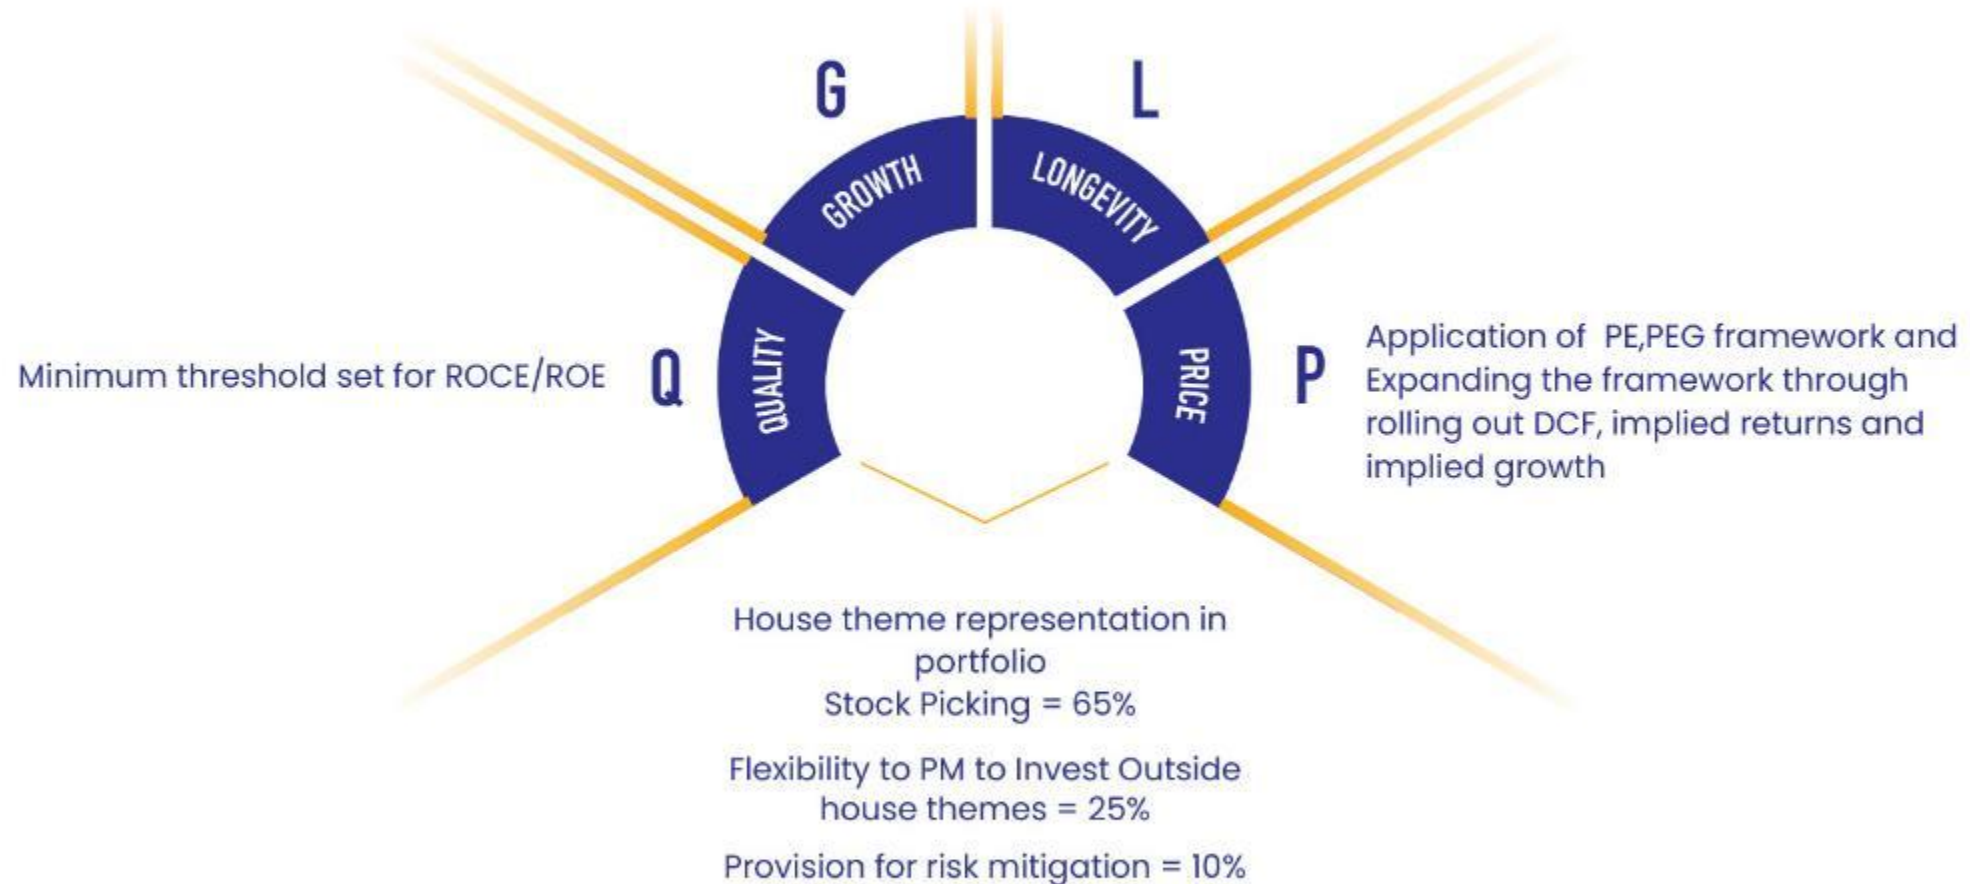 G
L
GROWTH
LONGEVITY
Minimum threshold set for ROCE/ROE
Q
QUALITY
PRICE
P
Application of PE,PEG framework and
Expanding the framework through
rolling out DCF, implied returns and
implied growth
House theme representation in
portfolio
Stock Picking = 65%
Flexibility to PM to Invest Outside
house themes = 25%
Provision for risk mitigation = 10%